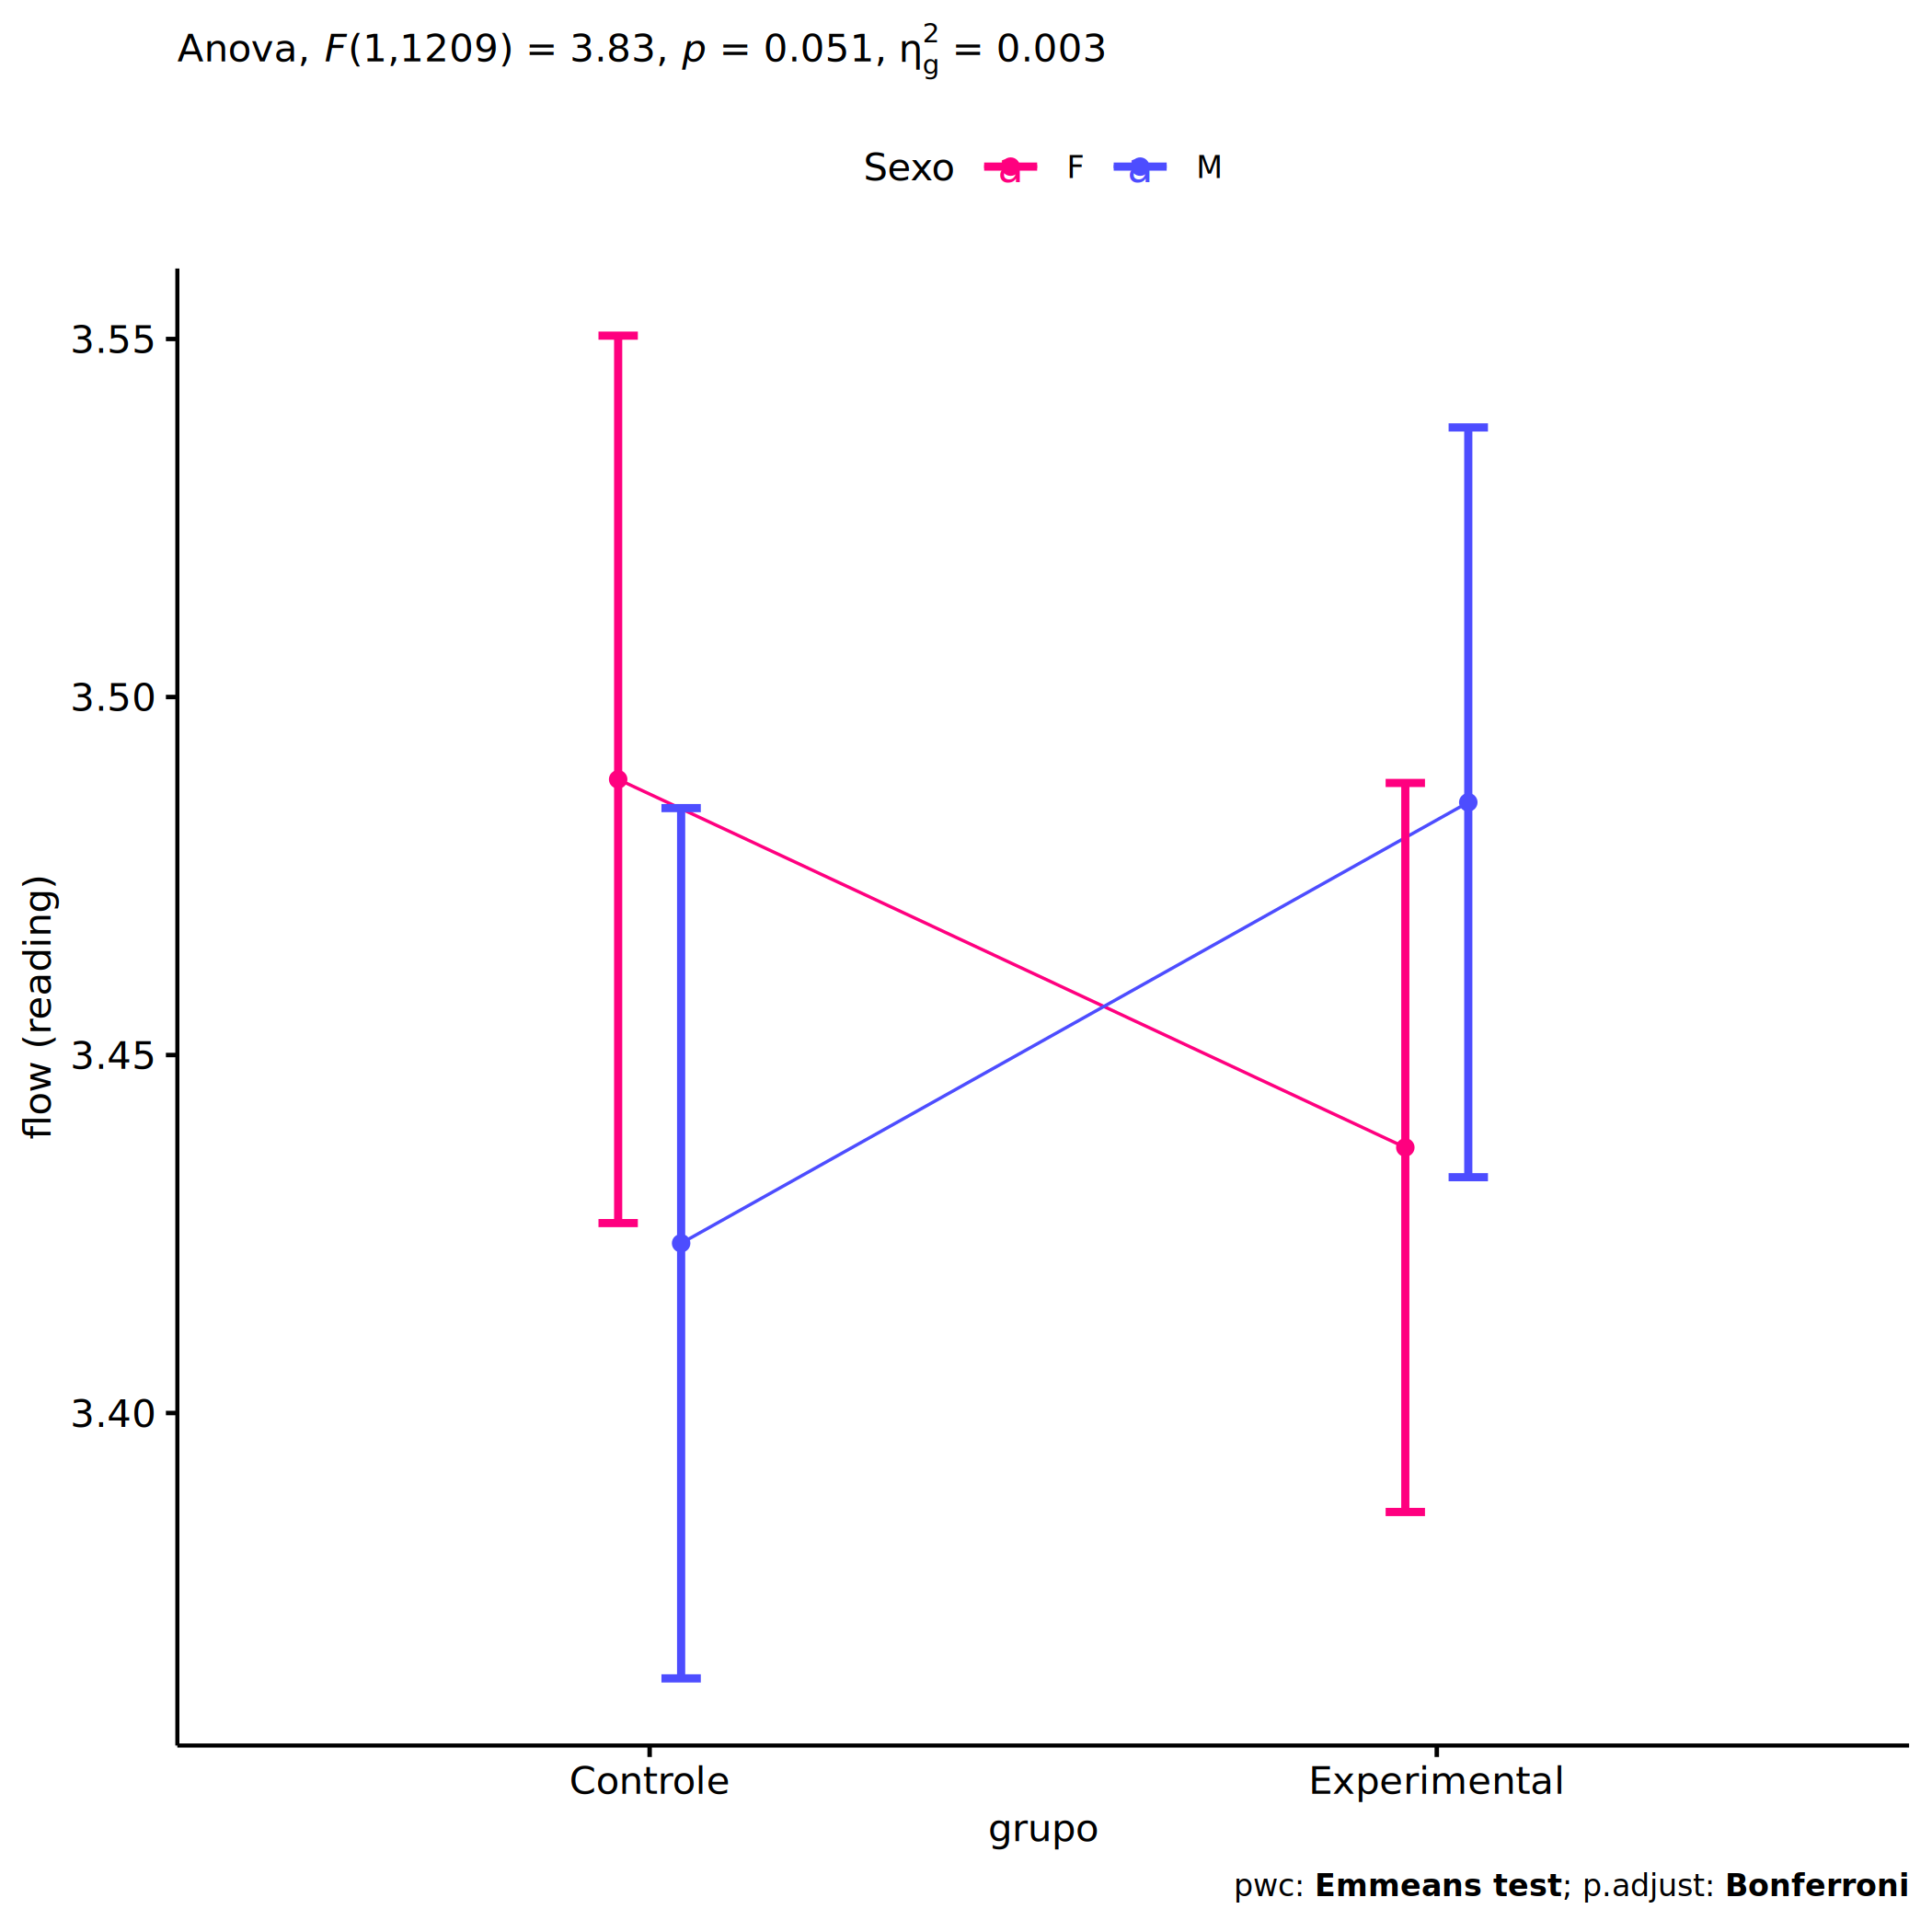 Anova, F(1,1209) = 3.83, p = 0.051, η²g = 0.003
Sexo a F a M
3.55
3.50
3.45
3.40
flow (reading)
Controle Experimental
grupo
pwc: Emmeans test; p.adjust: Bonferroni